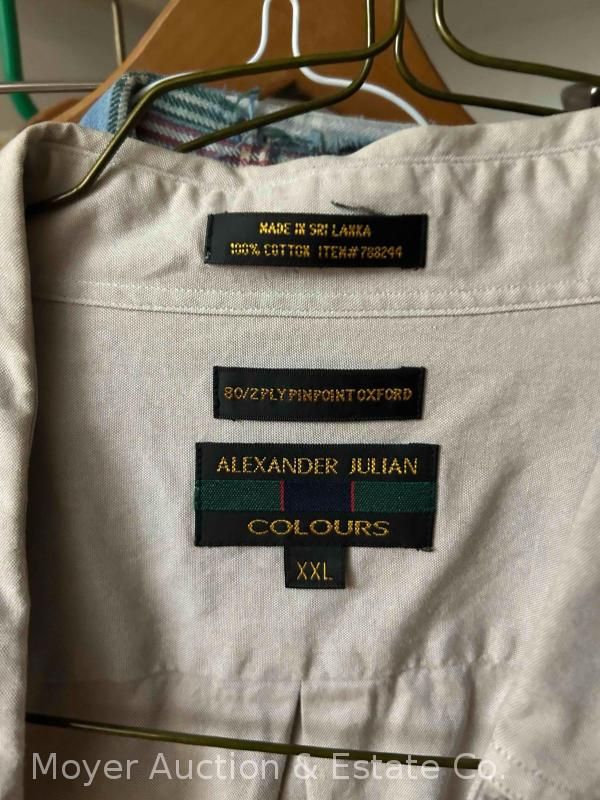 MADE IN SRI LANKA
100% COTTON ITEM# 788244
80/2 PLY PINPOINT OXFORD
ALEXANDER JULIAN
COLOURS
XXL
Moyer Auction & Estate Co.